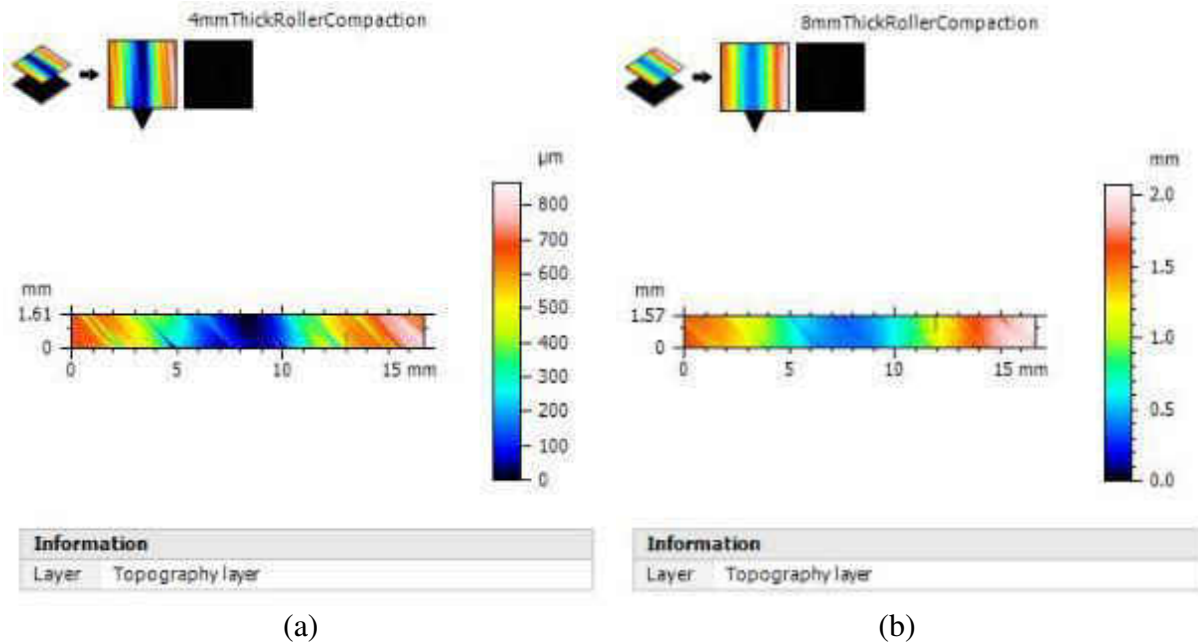 4mmThickRollerCompaction
µm
800
700
600
500
400
300
200
100
0
mm
1.61
0
0 5 10 15 mm
Information
Layer Topography layer
(a)
8mmThickRollerCompaction
mm
2.0
1.5
1.0
0.5
0.0
mm
1.57
0
0 5 10 15 mm
Information
Layer Topography layer
(b)